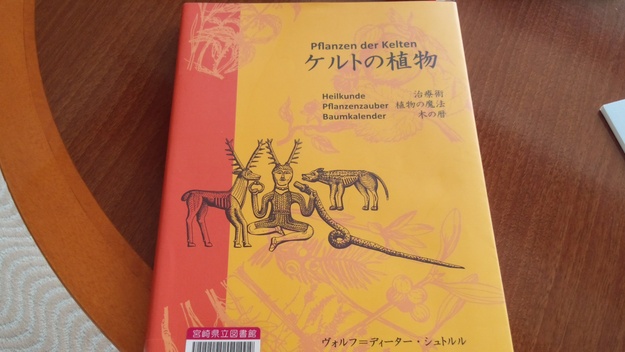 Pflanzen der Kelten
ケルトの植物
Heilkunde 治療術
Pflanzenzauber 植物の魔法
Baumkalender 木の暦
宮崎県立図書館
ヴォルフ＝ディーター・シュトルル